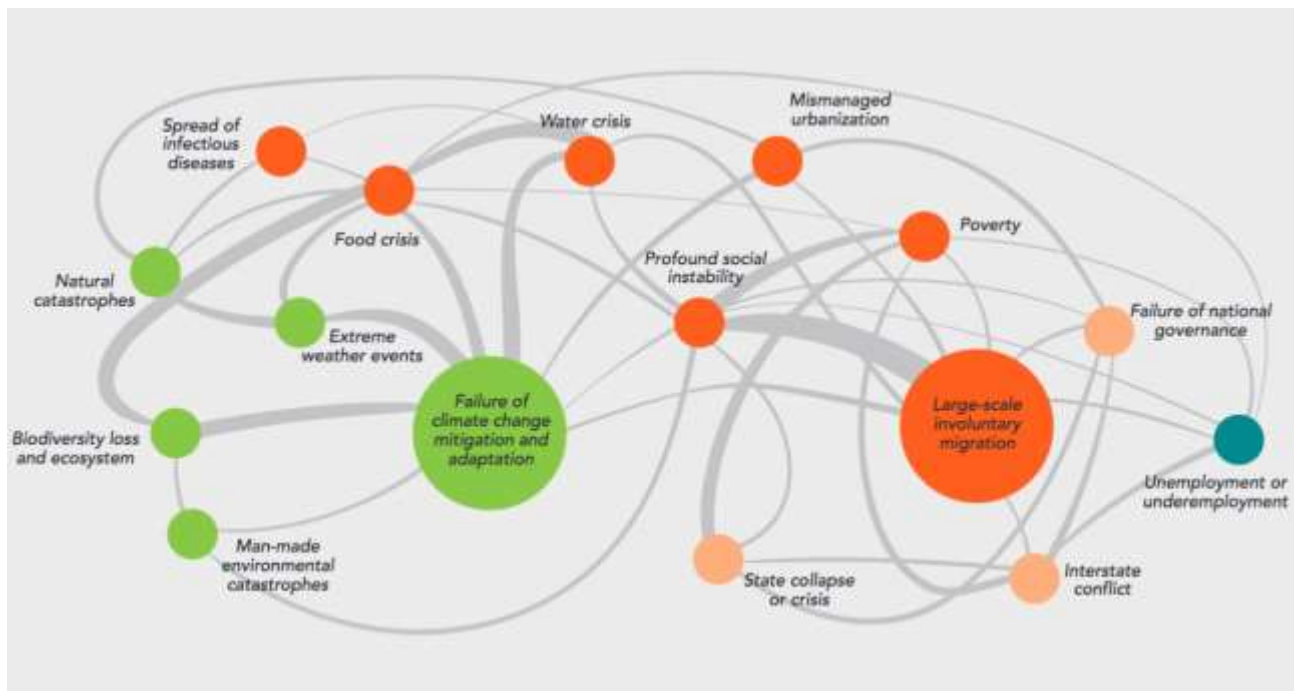 Spread of
infectious
diseases
Water crisis
Mismanaged
urbanization
Food crisis
Poverty
Profound social
instability
Natural
catastrophes
Extreme
weather events
Failure of national
governance
Failure of
climate change
mitigation and
adaptation
Large-scale
involuntary
migration
Biodiversity loss
and ecosystem
Unemployment or
underemployment
Man-made
environmental
catastrophes
State collapse
or crisis
Interstate
conflict